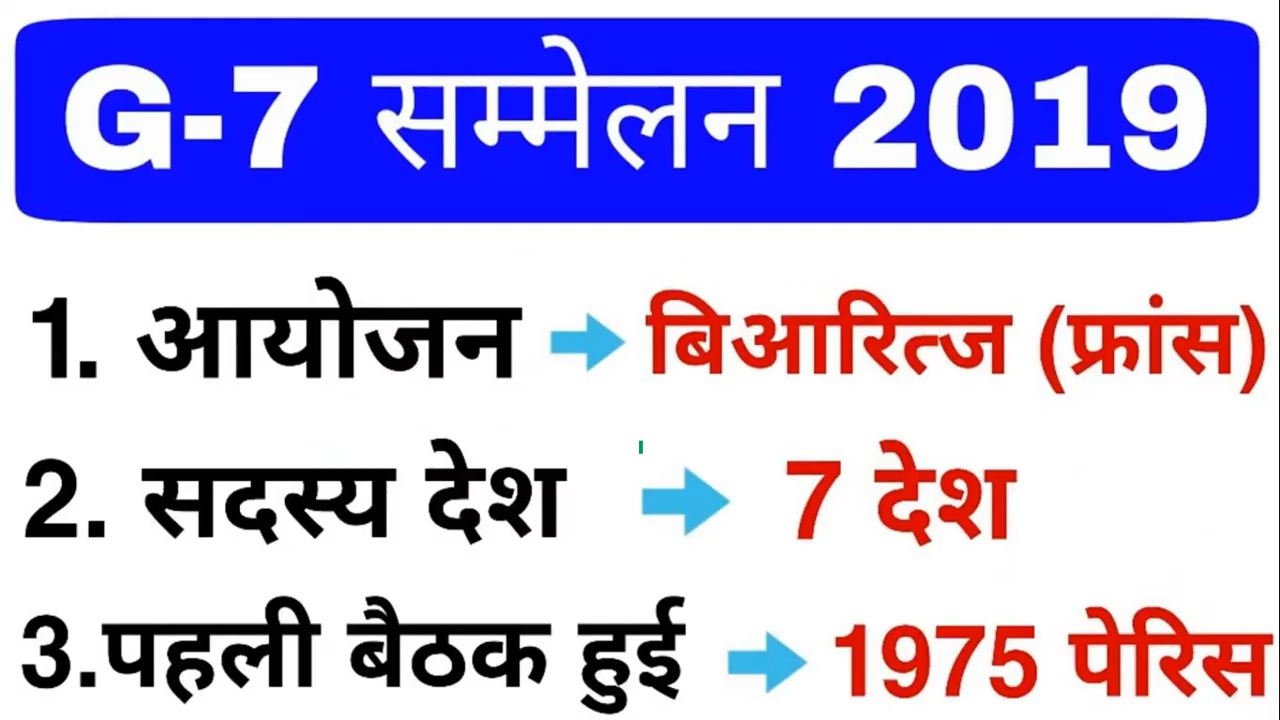 G-7 सम्मेलन 2019
1. आयोजन ➡ बिआरित्ज (फ्रांस)
2. सदस्य देश ➡ 7 देश
3.पहली बैठक हुई ➡ 1975 पेरिस